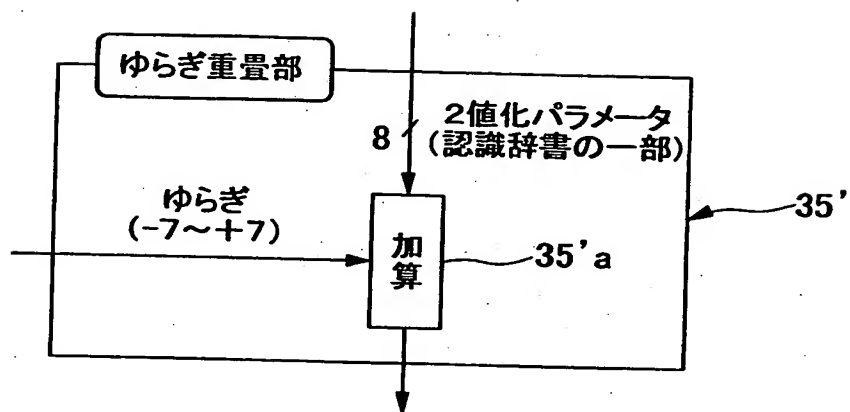 ゆらぎ重畳部
8
2値化パラメータ
(認識辞書の一部)
ゆらぎ
(-7〜+7)
加
算
35'
35'a